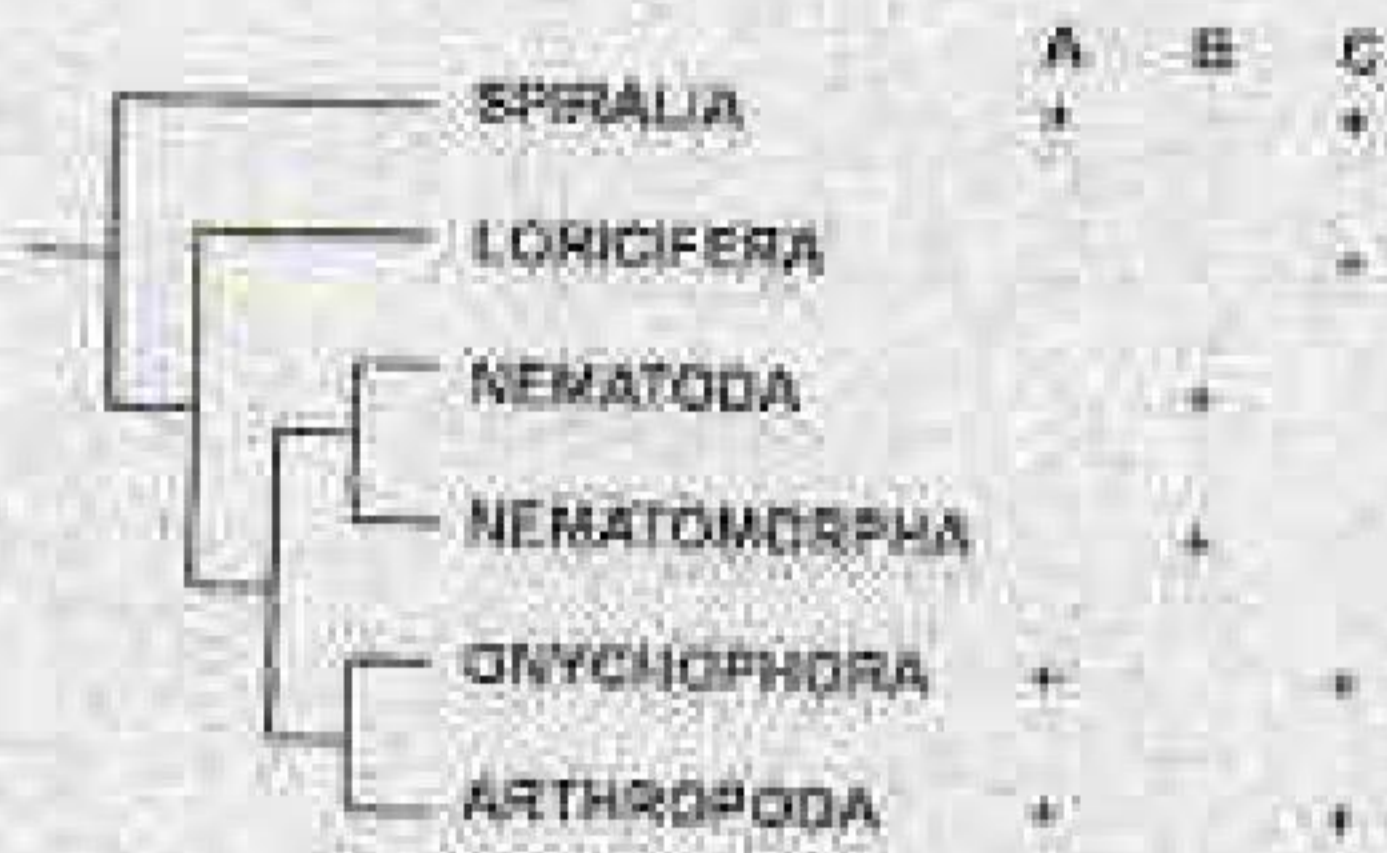 A B C
SPIRALIA + +
LORICIFERA +
NEMATODA +
NEMATOMORPHA +
ONYCHOPHORA + +
ARTHROPODA + +